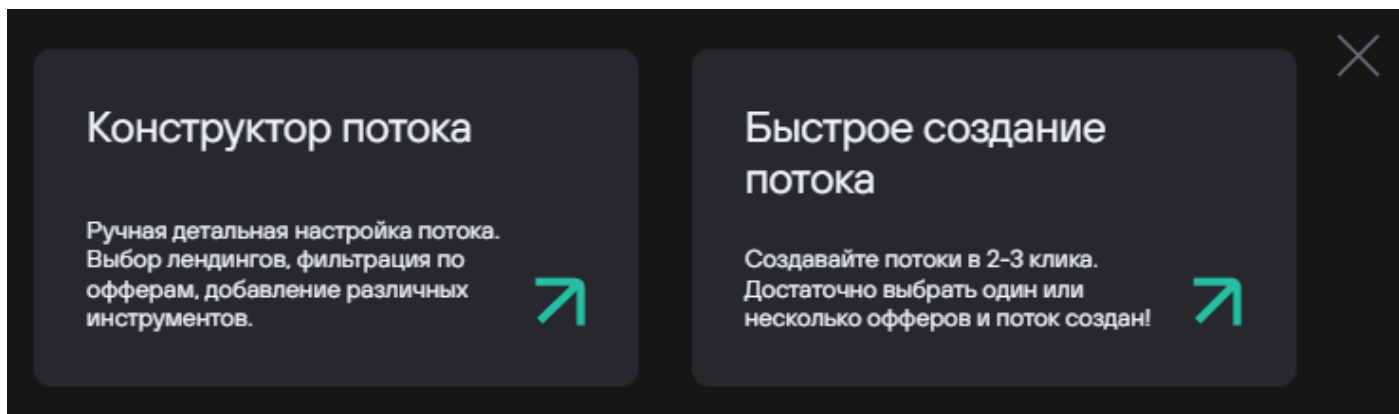 Конструктор потока
Ручная детальная настройка потока.
Выбор лендингов, фильтрация по
офферам, добавление различных
инструментов.
Быстрое создание
потока
Создавайте потоки в 2-3 клика.
Достаточно выбрать один или
несколько офферов и поток создан!